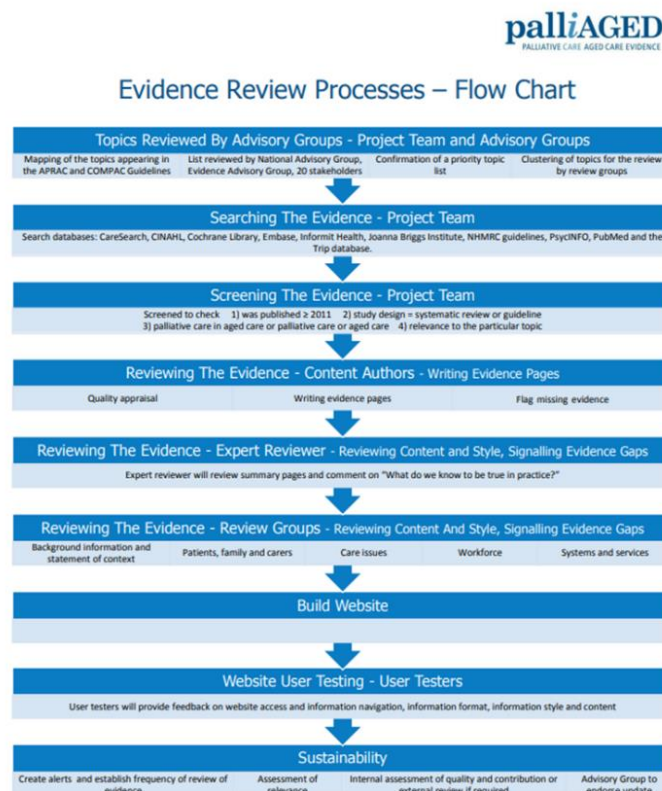 palliAGED
PALLIATIVE CARE AGED CARE EVIDENCE
Evidence Review Processes – Flow Chart
Topics Reviewed By Advisory Groups - Project Team and Advisory Groups
Mapping of the topics appearing in
the APRAC and COMPAC Guidelines
List reviewed by National Advisory Group,
Evidence Advisory Group, 20 stakeholders
Confirmation of a priority topic
list
Clustering of topics for the review
by review groups
Searching The Evidence - Project Team
Search databases: CareSearch, CINAHL, Cochrane Library, Embase, Informit Health, Joanna Briggs Institute, NHMRC guidelines, PsycINFO, PubMed and the
Trip database.
Screening The Evidence - Project Team
Screened to check 1) was published ≥ 2011 2) study design = systematic review or guideline
3) palliative care in aged care or palliative care or aged care 4) relevance to the particular topic
Reviewing The Evidence - Content Authors - Writing Evidence Pages
Quality appraisal
Writing evidence pages
Flag missing evidence
Reviewing The Evidence - Expert Reviewer - Reviewing Content and Style, Signalling Evidence Gaps
Expert reviewer will review summary pages and comment on "What do we know to be true in practice?"
Reviewing The Evidence - Review Groups - Reviewing Content And Style, Signalling Evidence Gaps
Background information and
statement of context
Patients, family and carers
Care issues
Workforce
Systems and services
Build Website
Website User Testing - User Testers
User testers will provide feedback on website access and information navigation, information format, information style and content
Sustainability
Create alerts and establish frequency of review of
evidence
Assessment of
relevance
Internal assessment of quality and contribution or
external review if required
Advisory Group to
endorse update